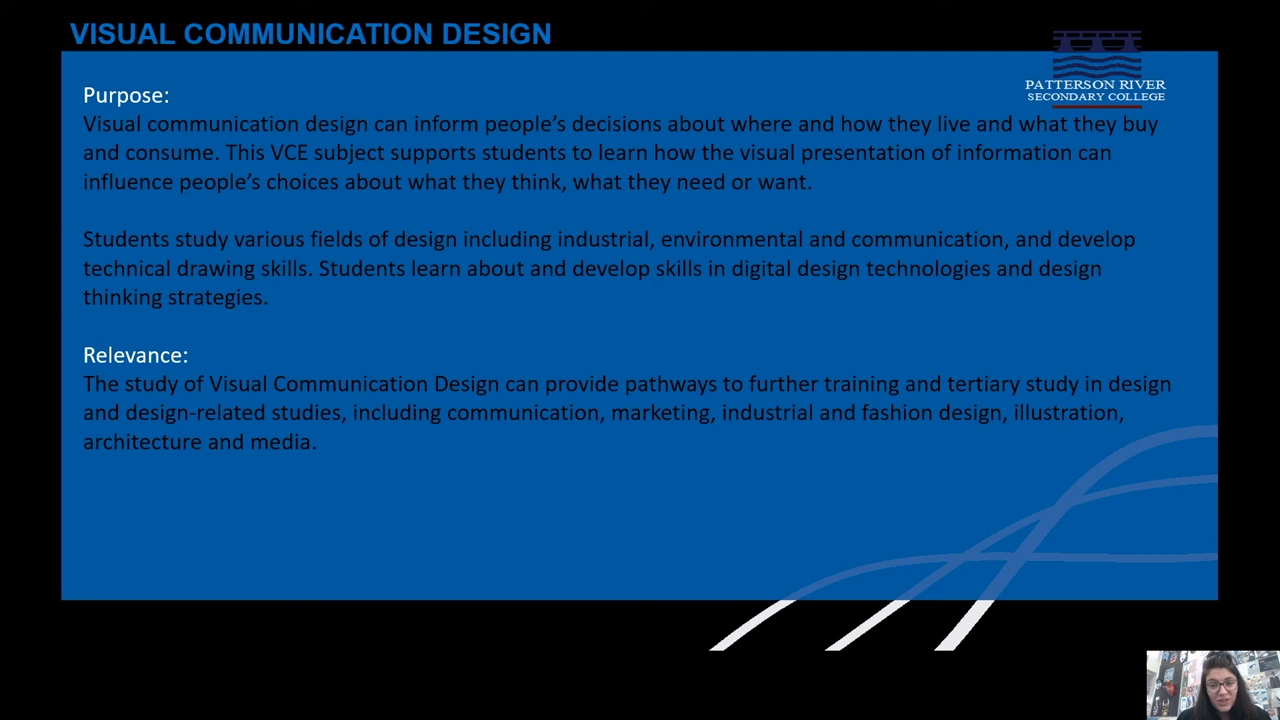 VISUAL COMMUNICATION DESIGN
PATTERSON RIVER
SECONDARY COLLEGE
Purpose:
Visual communication design can inform people’s decisions about where and how they live and what they buy
and consume. This VCE subject supports students to learn how the visual presentation of information can
influence people’s choices about what they think, what they need or want.
Students study various fields of design including industrial, environmental and communication, and develop
technical drawing skills. Students learn about and develop skills in digital design technologies and design
thinking strategies.
Relevance:
The study of Visual Communication Design can provide pathways to further training and tertiary study in design
and design-related studies, including communication, marketing, industrial and fashion design, illustration,
architecture and media.